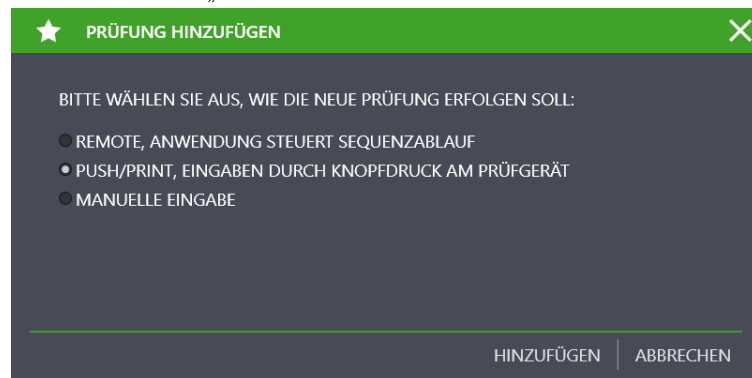 „
PRÜFUNG HINZUFÜGEN
BITTE WÄHLEN SIE AUS, WIE DIE NEUE PRÜFUNG ERFOLGEN SOLL:
REMOTE, ANWENDUNG STEUERT SEQUENZABLAUF
PUSH/PRINT, EINGABEN DURCH KNOPFDRUCK AM PRÜFGERÄT
MANUELLE EINGABE
HINZUFÜGEN ABBRECHEN